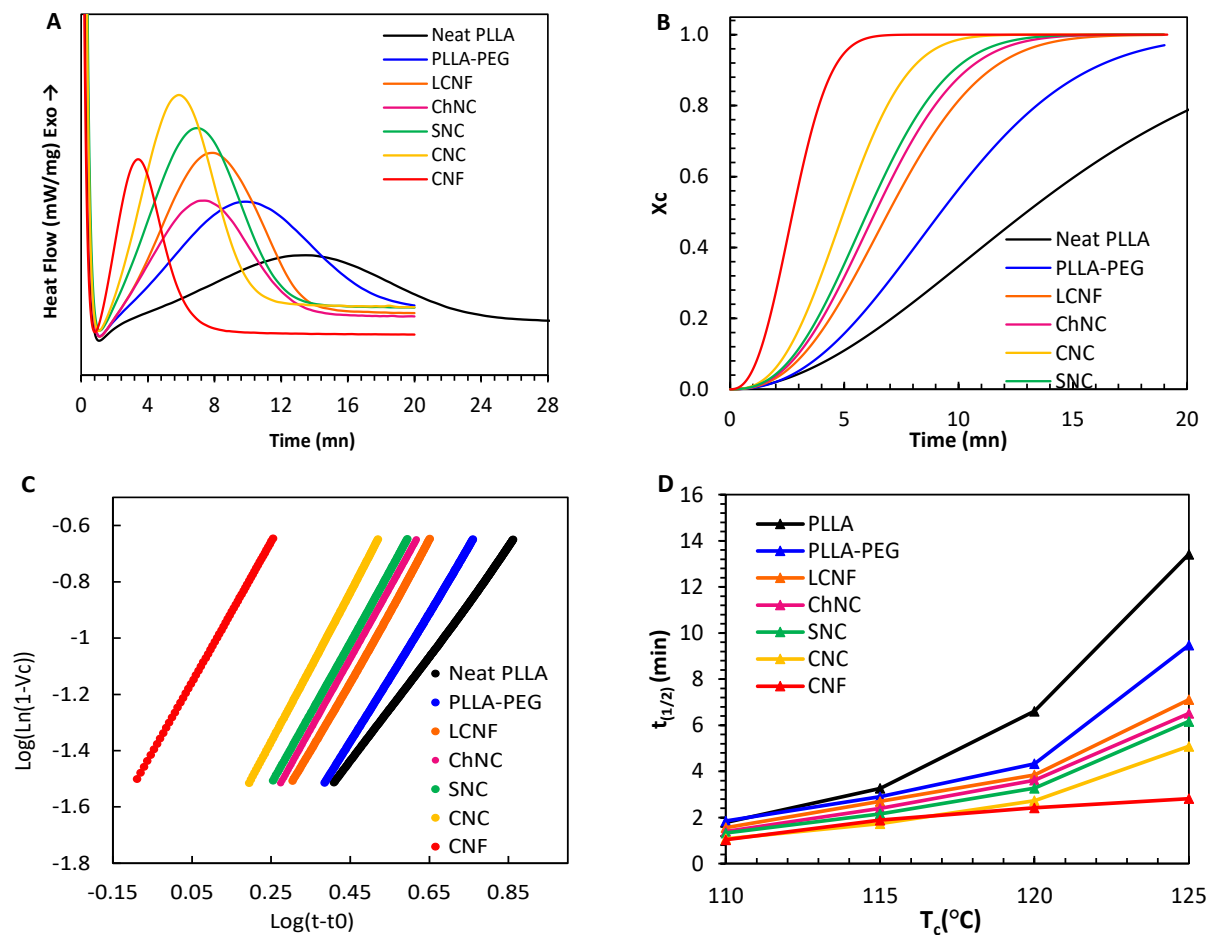 A
Heat Flow (mW/mg) Exo →
Neat PLLA
PLLA-PEG
LCNF
ChNC
SNC
CNC
CNF
0 4 8 12 16 20 24 28
Time (mn)
B
Xc
1.0
0.8
0.6
0.4
0.2
0.0
Neat PLLA
PLLA-PEG
LCNF
ChNC
CNC
SNC
0 5 10 15 20
Time (mn)
C
Log(Ln(1-Vc))
-0.6
-0.8
-1
-1.2
-1.4
-1.6
-1.8
Neat PLLA
PLLA-PEG
LCNF
ChNC
SNC
CNC
CNF
-0.15 0.05 0.25 0.45 0.65 0.85
Log(t-t0)
D
t(1/2) (min)
16
14
12
10
8
6
4
2
0
PLLA
PLLA-PEG
LCNF
ChNC
SNC
CNC
CNF
110 115 120 125
Tc(°C)